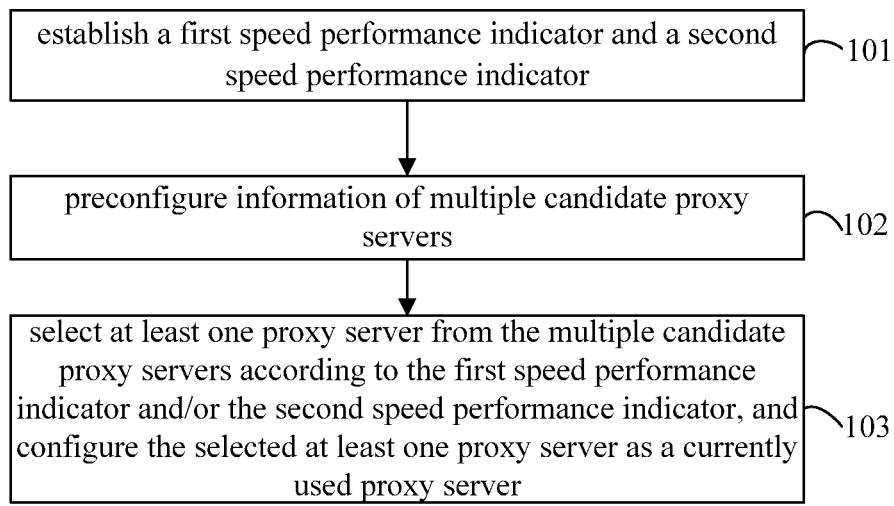 establish a first speed performance indicator and a second
speed performance indicator
101
preconfigure information of multiple candidate proxy
servers
102
select at least one proxy server from the multiple candidate
proxy servers according to the first speed performance
indicator and/or the second speed performance indicator, and
configure the selected at least one proxy server as a currently
used proxy server
103